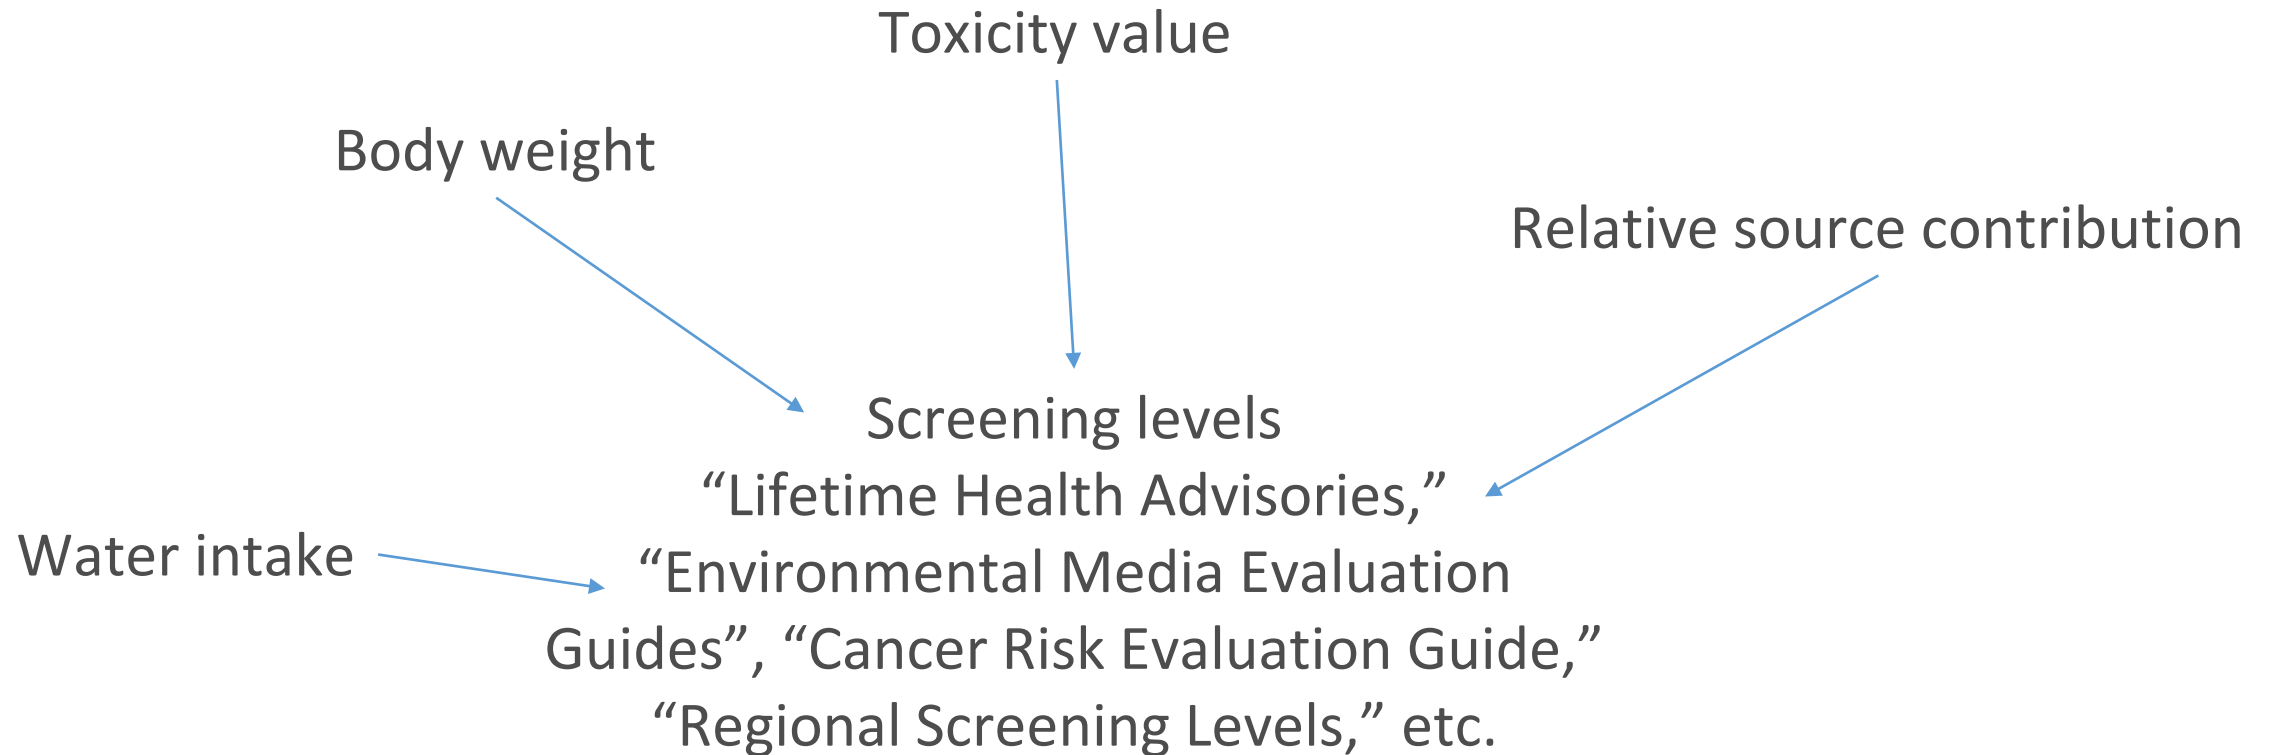 Toxicity value
Body weight
Relative source contribution
Screening levels
“Lifetime Health Advisories,”
Water intake
“Environmental Media Evaluation
Guides”, “Cancer Risk Evaluation Guide,”
“Regional Screening Levels,” etc.